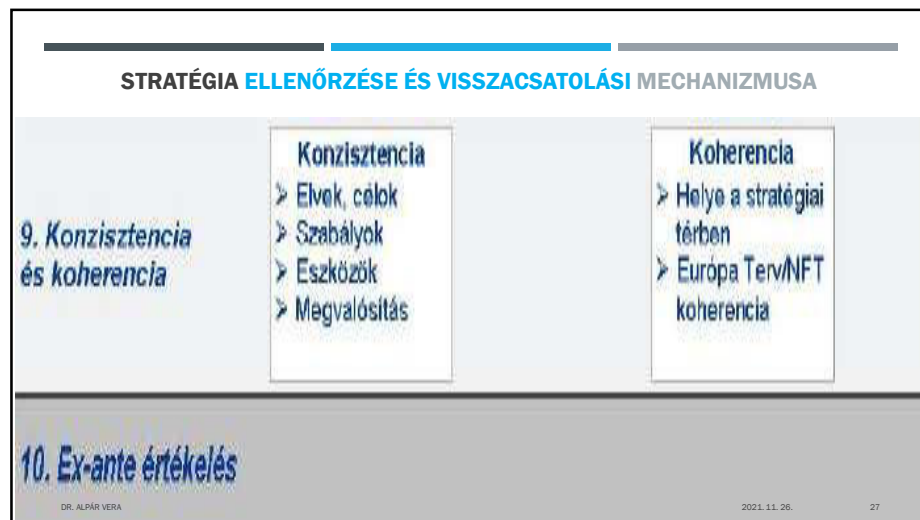 STRATÉGIA ELLENŐRZÉSE ÉS VISSZACSATOLÁSI MECHANIZMUSA
9. Konzisztencia
és koherencia
Konzisztencia
➢ Elvek, célok
➢ Szabályok
➢ Eszközök
➢ Megvalósítás
Koherencia
➢ Helye a stratégiai
térben
➢ Európa Terv/NFT
koherencia
10. Ex-ante értékelés
DR. ALPÁR VERA
2021. 11. 26.
27